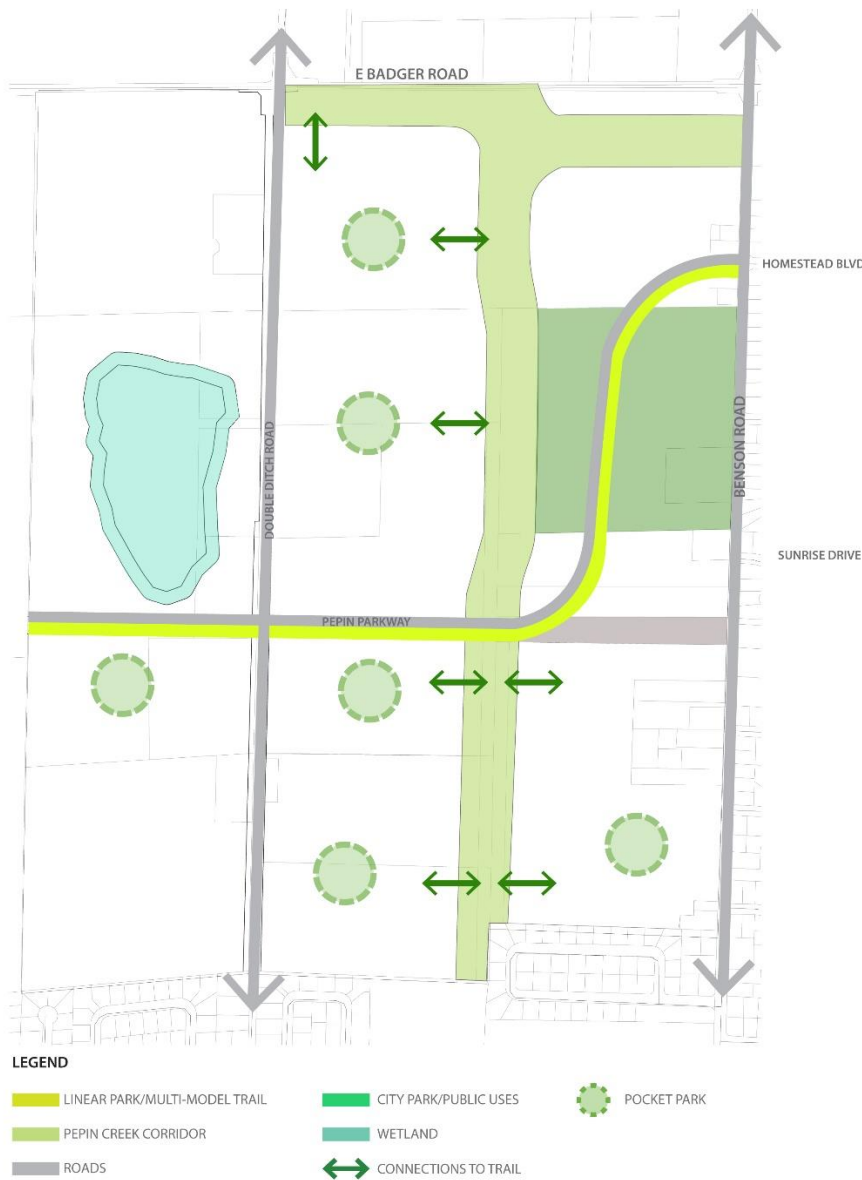 E BADGER ROAD
HOMESTEAD BLVD
DOUBLE DITCH ROAD
BENSON ROAD
SUNRISE DRIVE
PEPIN PARKWAY
LEGEND
LINEAR PARK/MULTI-MODEL TRAIL
CITY PARK/PUBLIC USES
POCKET PARK
PEPIN CREEK CORRIDOR
WETLAND
ROADS
CONNECTIONS TO TRAIL